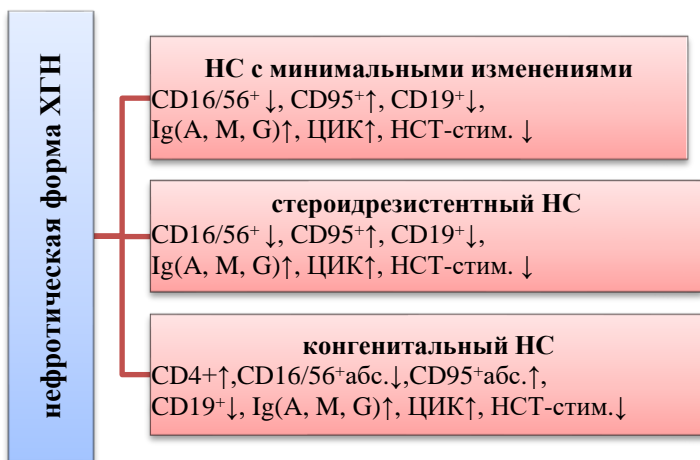 нефротическая форма ХГН
НС с минимальными изменениями
CD16/56⁺ ↓, CD95⁺↑, CD19⁺↓,
Ig(A, M, G)↑, ЦИК↑, НСТ-стим. ↓
стероидрезистентный НС
CD16/56⁺ ↓, CD95⁺↑, CD19⁺↓,
Ig(A, M, G)↑, ЦИК↑, НСТ-стим. ↓
конгенитальный НС
CD4+↑,CD16/56⁺абс.↓,CD95⁺абс.↑,
CD19⁺↓, Ig(A, M, G)↑, ЦИК↑, НСТ-стим.↓